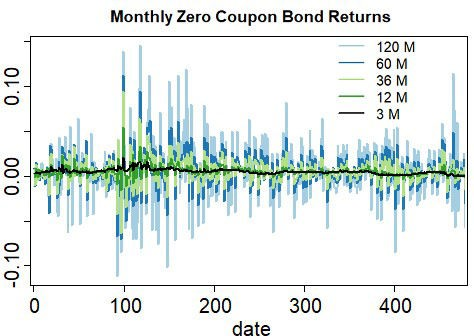 Monthly Zero Coupon Bond Returns
120 M
60 M
36 M
12 M
3 M
0.10
0.00
-0.10
0 100 200 300 400
date